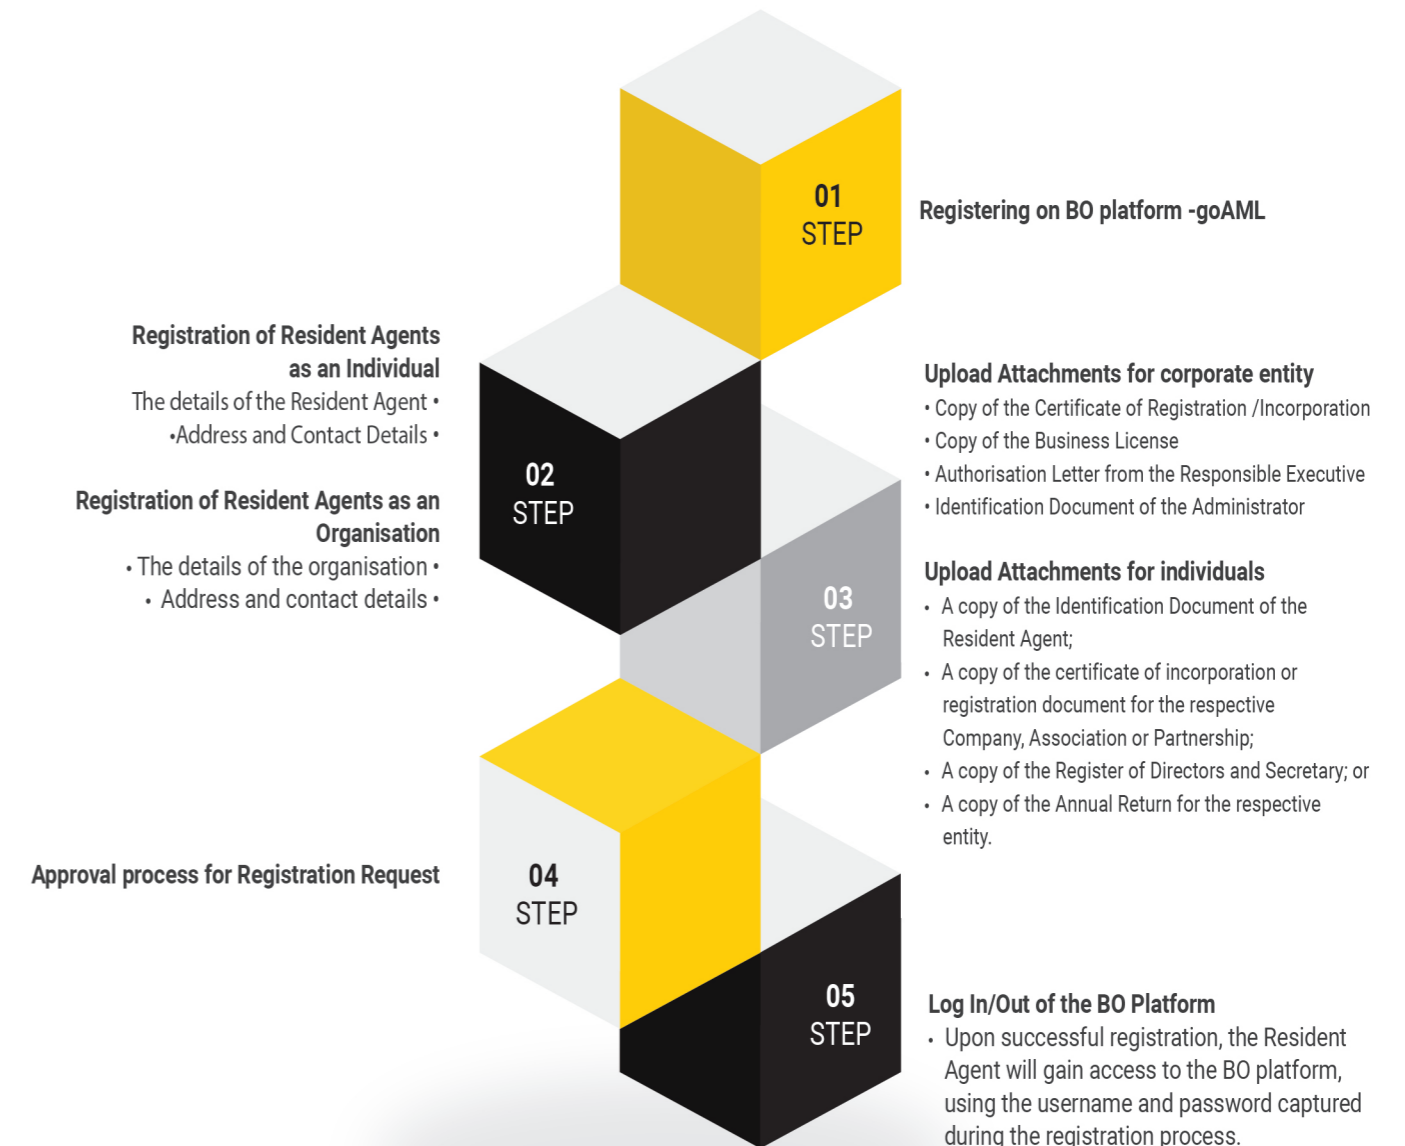 01
STEP
Registering on BO platform -goAML
Registration of Resident Agents
as an Individual
The details of the Resident Agent •
•Address and Contact Details •
Registration of Resident Agents as an
Organisation
• The details of the organisation •
• Address and contact details •
02
STEP
Upload Attachments for corporate entity
• Copy of the Certificate of Registration /Incorporation
• Copy of the Business License
• Authorisation Letter from the Responsible Executive
• Identification Document of the Administrator
Upload Attachments for individuals
• A copy of the Identification Document of the
Resident Agent;
• A copy of the certificate of incorporation or
registration document for the respective
Company, Association or Partnership;
• A copy of the Register of Directors and Secretary; or
• A copy of the Annual Return for the respective
entity.
03
STEP
Approval process for Registration Request
04
STEP
05
STEP
Log In/Out of the BO Platform
• Upon successful registration, the Resident
Agent will gain access to the BO platform,
using the username and password captured
during the registration process.